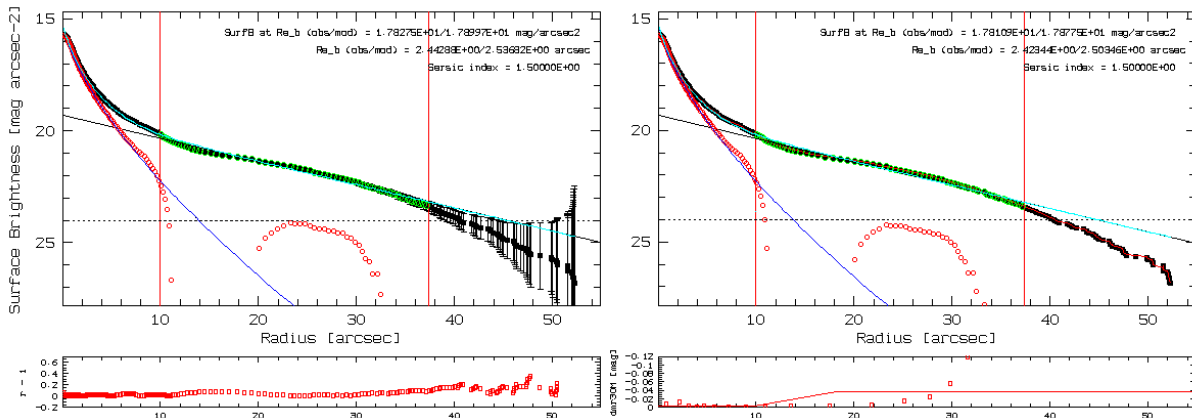 SurfB at Re_b (obs/mod) = 1.78275E+01/1.78997E+01 mag/arcsec2
Re_b (obs/mod) = 2.44288E+00/2.53682E+00 arcsec
Sersic index = 1.50000E+00
15
20
25
Surface Brightness [mag arcsec-2]
10 20 30 40 50
Radius [arcsec]
0.6
0.4
0.2
0
-0.2
r - 1
0 10 20 30 40 50
SurfB at Re_b (obs/mod) = 1.78109E+01/1.78775E+01 mag/arcsec2
Re_b (obs/mod) = 2.42344E+00/2.50346E+00 arcsec
Sersic index = 1.50000E+00
15
20
25
10 20 30 40 50
Radius [arcsec]
-0.12
-0.08
-0.04
-0.02
0
0 10 20 30 40 50